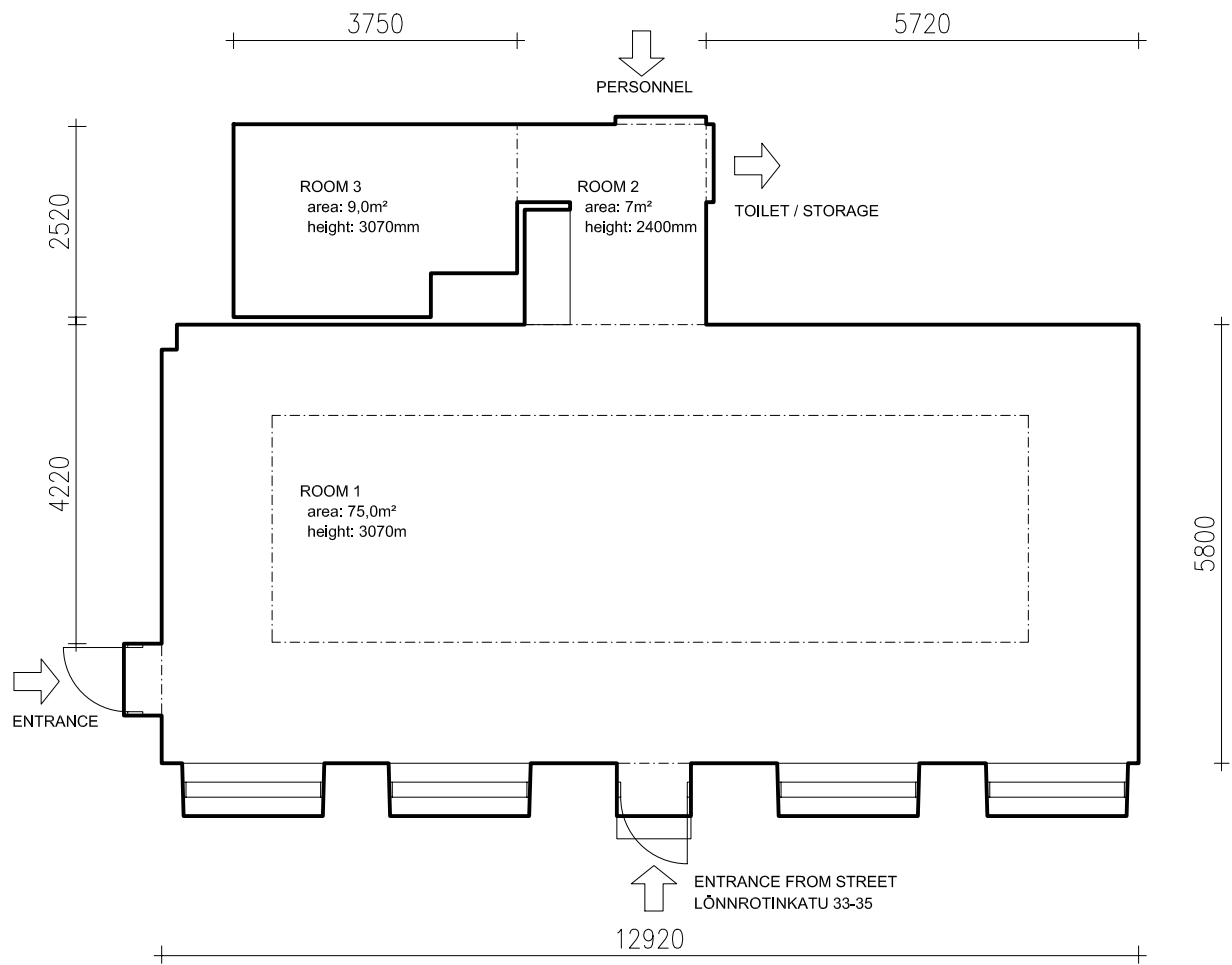 3750
5720
PERSONNEL
ROOM 3
area: 9,0m²
height: 3070mm
ROOM 2
area: 7m²
height: 2400mm
TOILET / STORAGE
2520
4220
ROOM 1
area: 75,0m²
height: 3070m
5800
ENTRANCE
ENTRANCE FROM STREET
LÖNNROTINKATU 33-35
12920